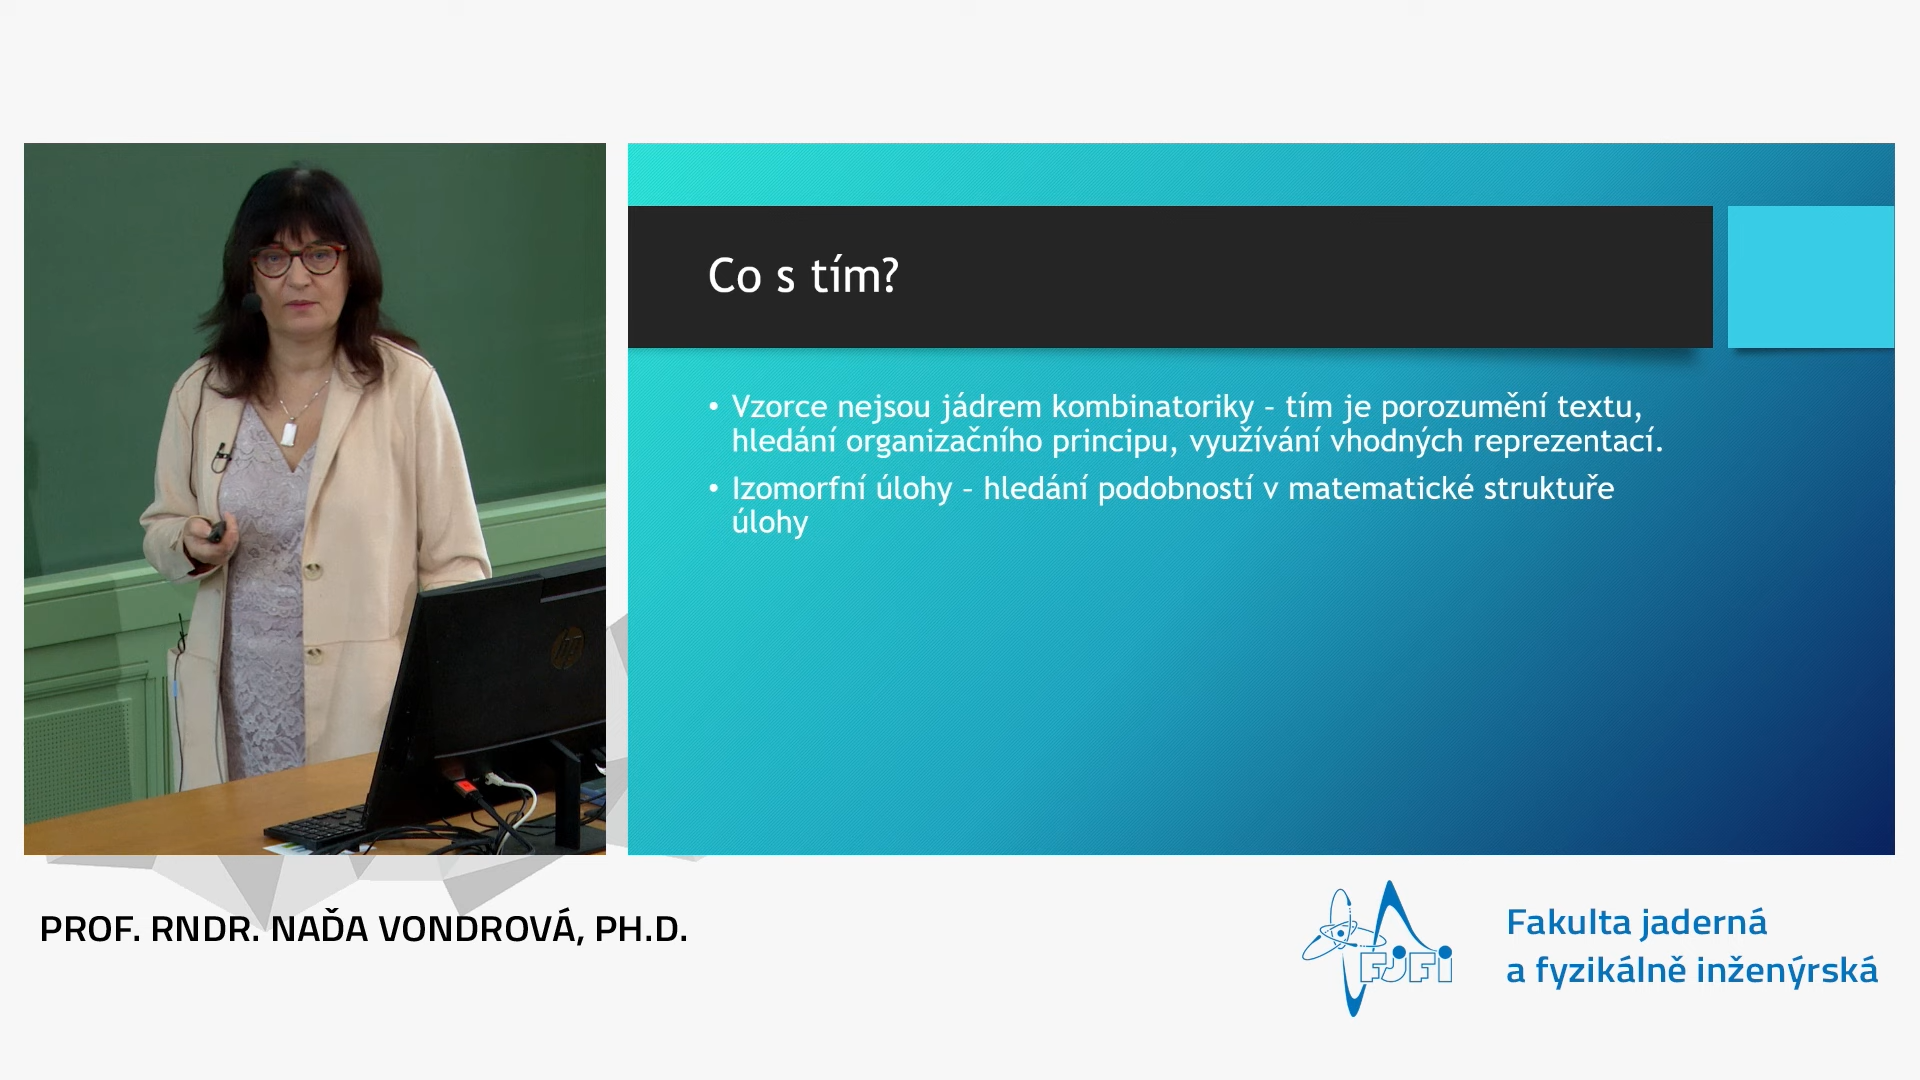 Co s tím?
• Vzorce nejsou jádrem kombinatoriky – tím je porozumění textu,
hledání organizačního principu, využívání vhodných reprezentací.
• Izomorfní úlohy – hledání podobností v matematické struktuře
úlohy
hp
PROF. RNDR. NAĎA VONDROVÁ, PH.D.
FJFI
Fakulta jaderná
a fyzikálně inženýrská